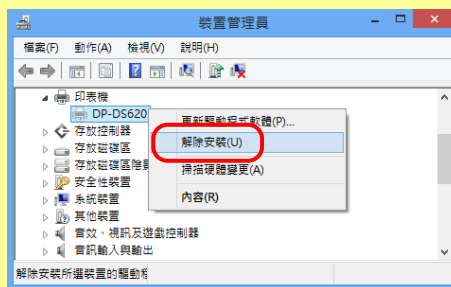 裝置管理員
檔案(F) 動作(A) 檢視(V) 說明(H)
印表機
DP-DS620
更新驅動程式軟體(P)...
存放控制器
解除安裝(U)
存放磁碟區
存放磁碟區陰影
掃描硬體變更(A)
安全性裝置
系統裝置
內容(R)
其他裝置
音效、視訊及遊戲控制器
音訊輸入與輸出
解除安裝所選裝置的驅動程